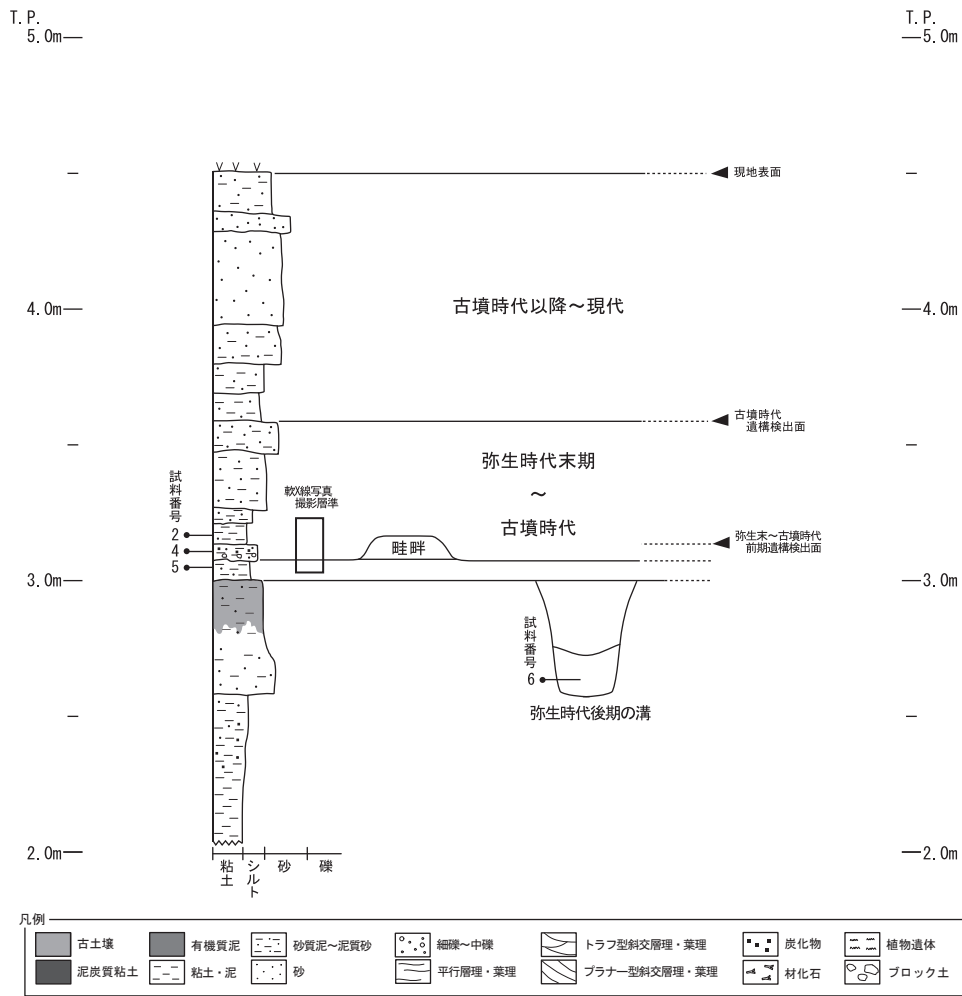 T.P.
T.P.
5.0m
5.0m
現地表面
4.0m
古墳時代以降～現代
4.0m
古墳時代
遺構検出面
弥生時代末期
～
古墳時代
試料番号
軟X線写真
撮影層準
2
4
5
畦畔
弥生末～古墳時代
前期遺構検出面
3.0m
3.0m
試料番号
6
弥生時代後期の溝
2.0m
2.0m
粘土
シルト
砂
礫
凡例
古土壌
有機質泥
砂質泥～泥質砂
細礫～中礫
トラフ型斜交層理・葉理
炭化物
植物遺体
泥炭質粘土
粘土・泥
砂
平行層理・葉理
プラナー型斜交層理・葉理
材化石
ブロック土